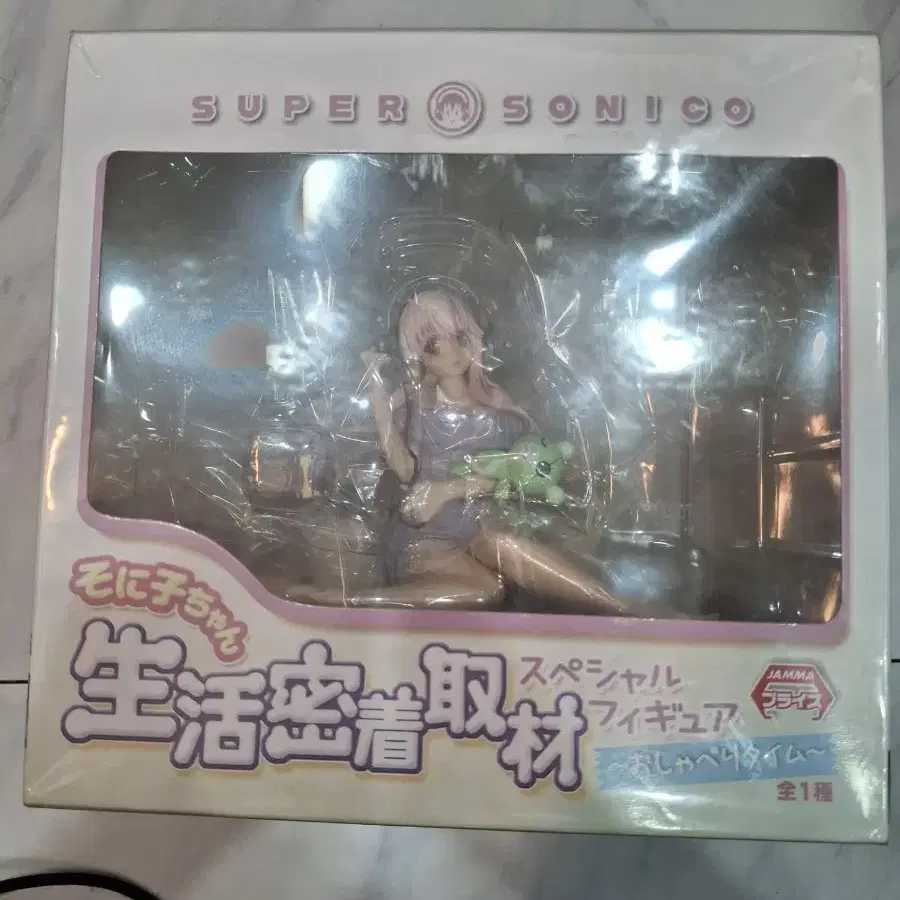 SUPER SONICO
そに子ちゃん
生活密着取材
スペシャル
フィギュア
~おしゃべりタイム~
JAMMA
プライズ
全1種